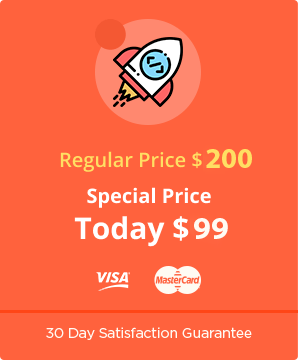 Regular Price $ 200
Special Price
Today $ 99
VISA MasterCard
30 Day Satisfaction Guarantee